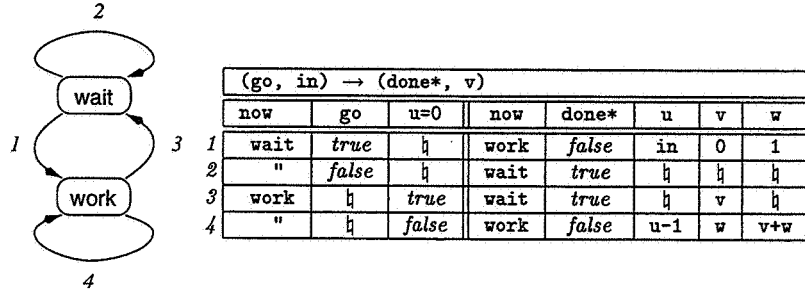 2
wait
1
3
work
4
(go, in) → (done*, v)
now go u=0 now done* u v w
1 wait true ♮ work false in 0 1
2 " false ♮ wait true ♮ ♮ ♮
3 work ♮ true wait true ♮ v ♮
4 " ♮ false work false u-1 w v+w